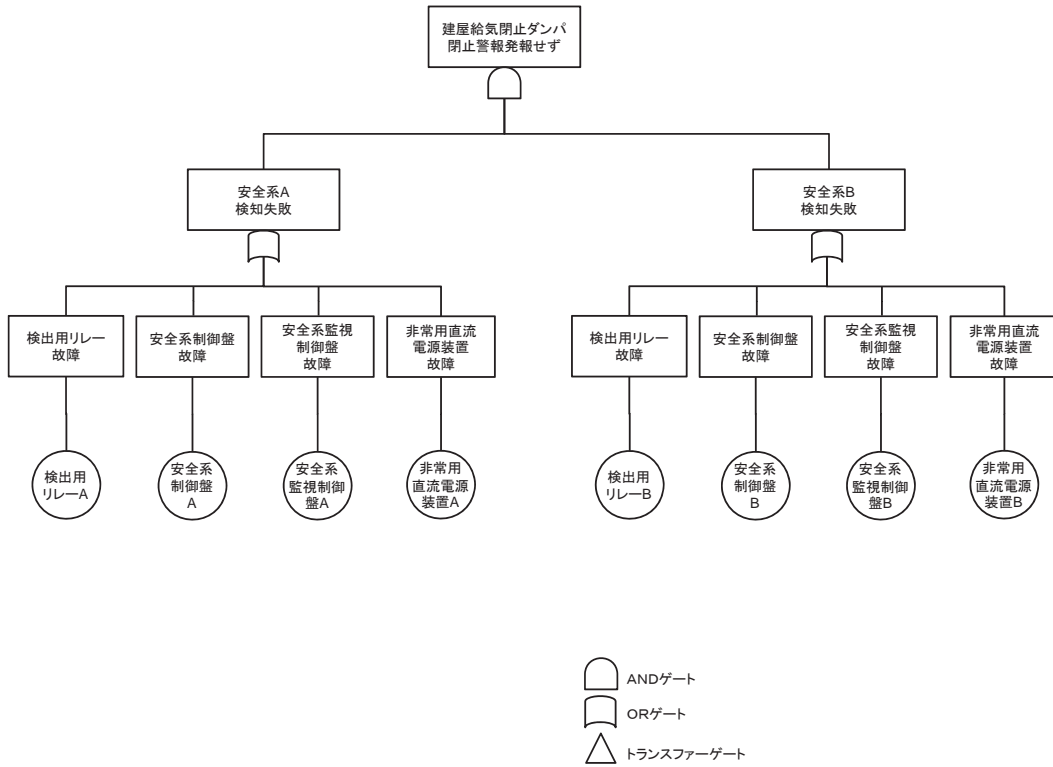 建屋給気閉止ダンパ
閉止警報発報せず
安全系A
検知失敗
安全系B
検知失敗
検出用リレー
故障
安全系制御盤
故障
安全系監視
制御盤
故障
非常用直流
電源装置
故障
検出用リレー
故障
安全系制御盤
故障
安全系監視
制御盤
故障
非常用直流
電源装置
故障
検出用
リレーA
安全系
制御盤
A
安全系
監視制御
盤A
非常用
直流電源
装置A
検出用
リレーB
安全系
制御盤
B
安全系
監視制御
盤B
非常用
直流電源
装置B
ANDゲート
ORゲート
トランスファーゲート